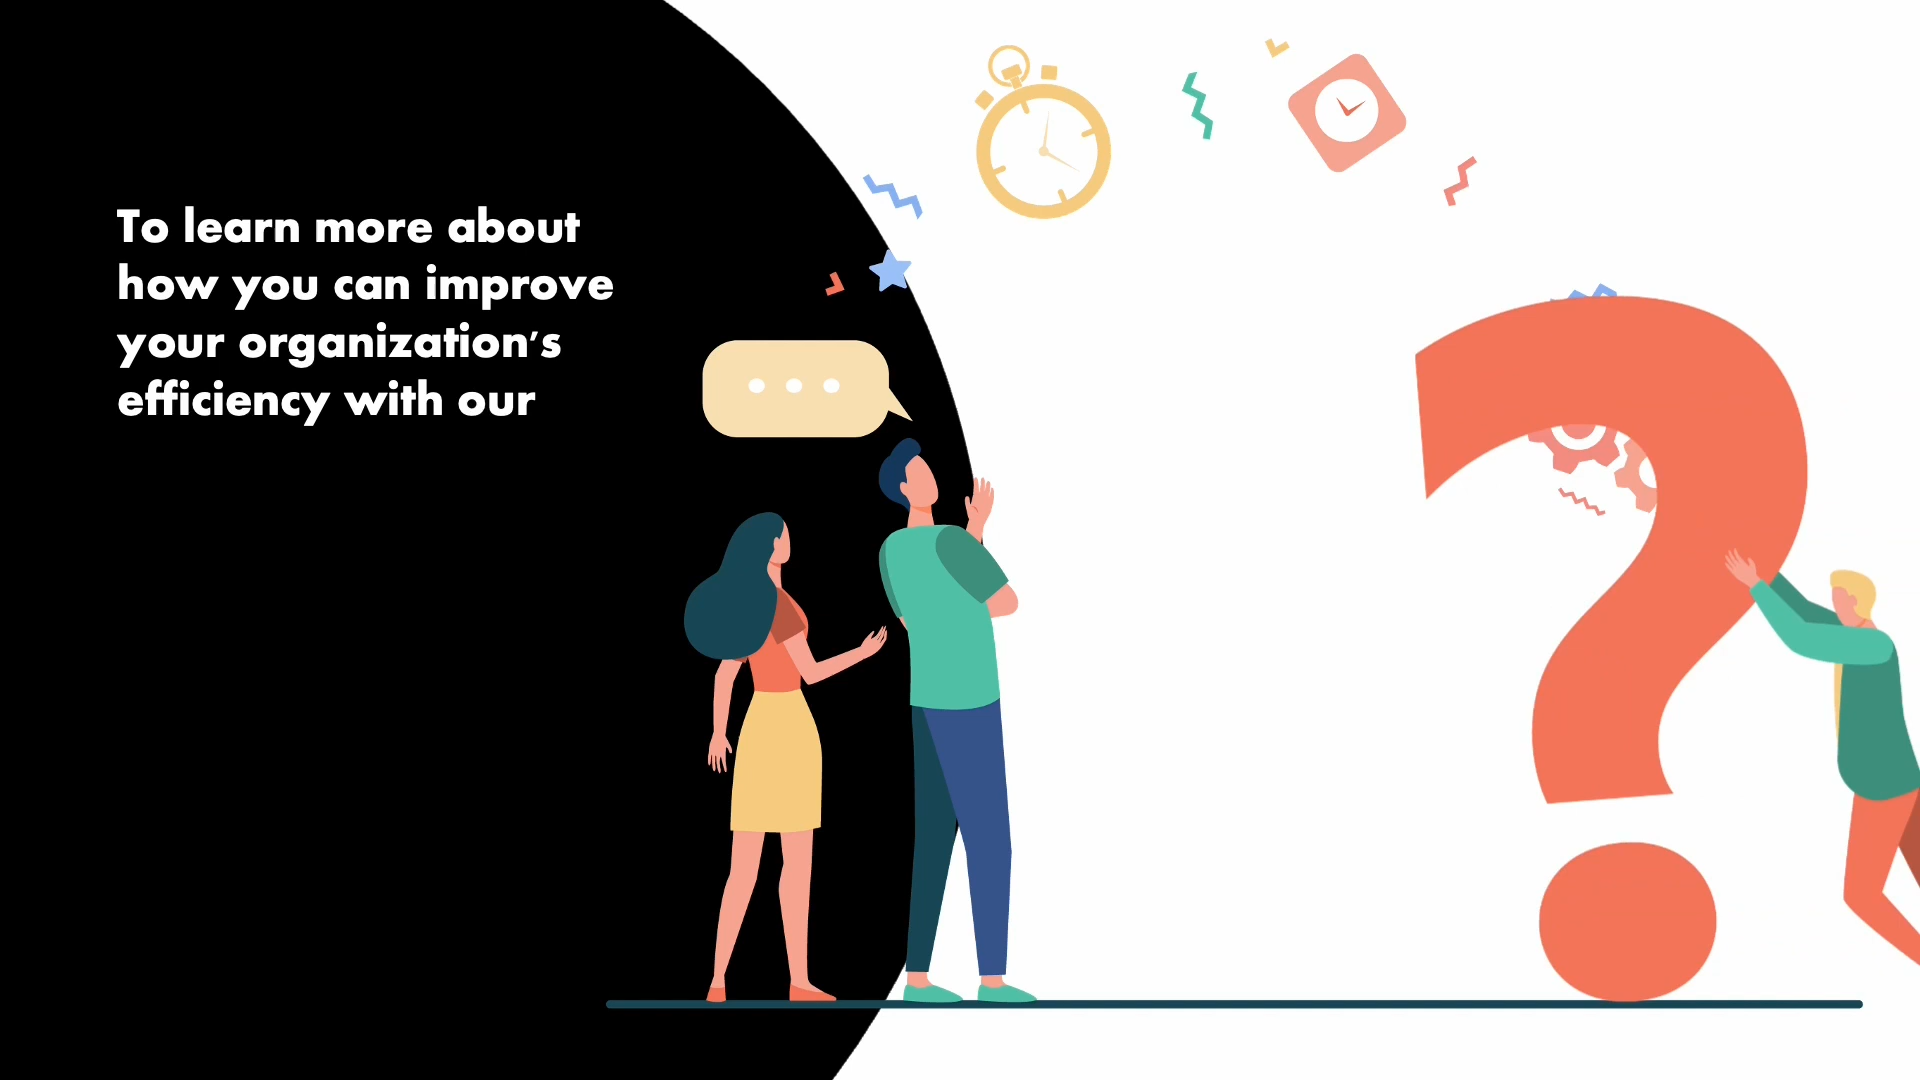 To learn more about
how you can improve
your organization's
efficiency with our